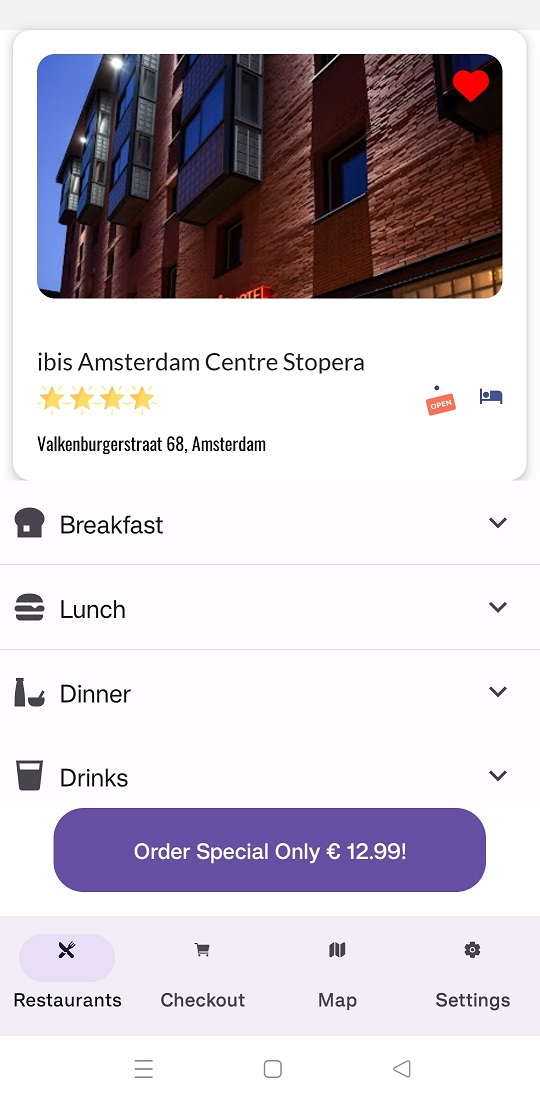 ibis Amsterdam Centre Stopera
OPEN
Valkenburgerstraat 68, Amsterdam
Breakfast
Lunch
Dinner
Drinks
Order Special Only € 12.99!
Restaurants
Checkout
Map
Settings